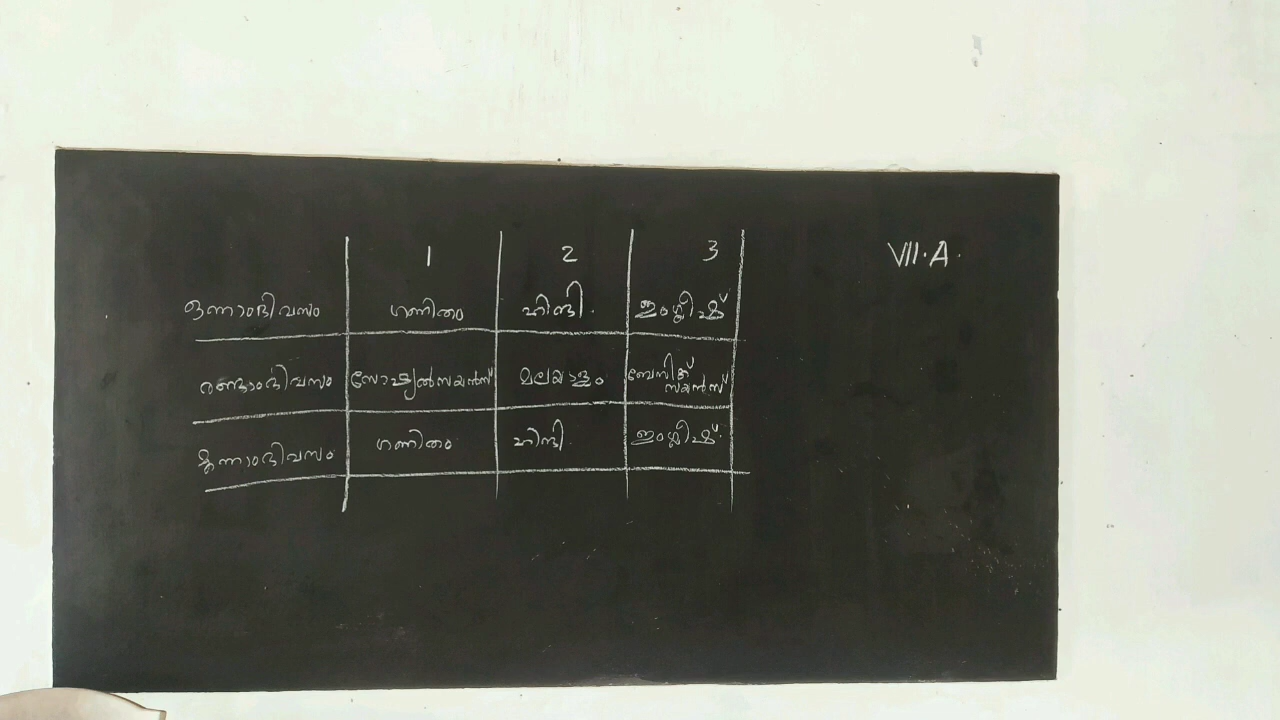 1 2 3 VII.A.
ഒന്നാംദിവസം ഗണിതം ഹിന്ദി. ഇംഗ്ലീഷ്
രണ്ടാംദിവസം സോഷ്യൽസയൻസ് മലയാളം ബേസിക്
സയൻസ്
മൂന്നാംദിവസം ഗണിതം ഹിന്ദി. ഇംഗ്ലീഷ്.